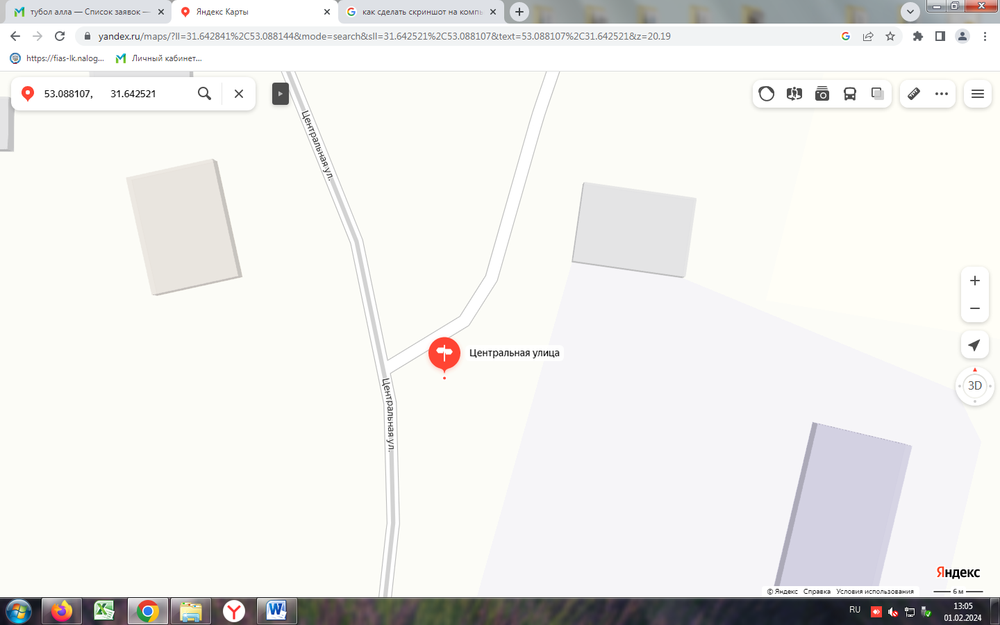 тубол алла — Список заявок —
Яндекс Карты
как сделать скриншот на компь
yandex.ru/maps/?ll=31.642841%2C53.088144&mode=search&sll=31.642521%2C53.088107&text=53.088107%2C31.642521&z=20.19
https://fias-lk.nalog...
Личный кабинет...
53.088107, 31.642521
Центральная ул.
Центральная улица
Центральная ул.
3D
Яндекс
© Яндекс Справка Условия использования
6 м
RU
13:05
01.02.2024